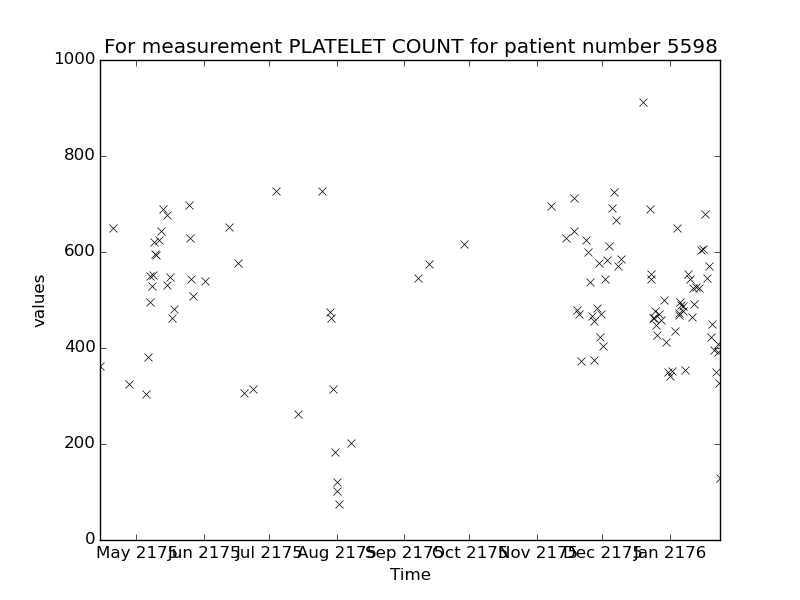 For measurement PLATELET COUNT for patient number 5598
1000
800
600
400
200
0
values
May 2175 Jun 2175 Jul 2175 Aug 2175 Sep 2175 Oct 2175 Nov 2175 Dec 2175 Jan 2176
Time